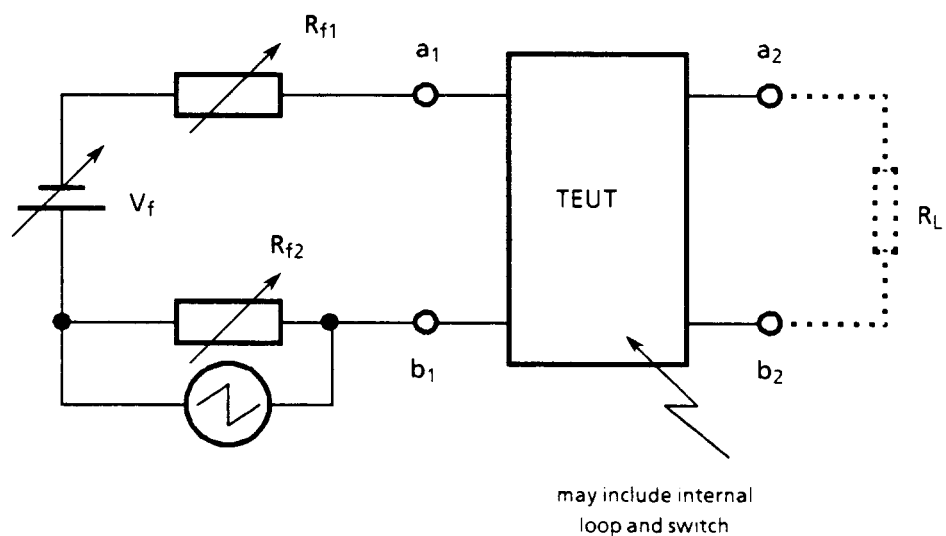 Rf1
a1
a2
Vf
TEUT
RL
Rf2
b1
b2
may include internal
loop and switch